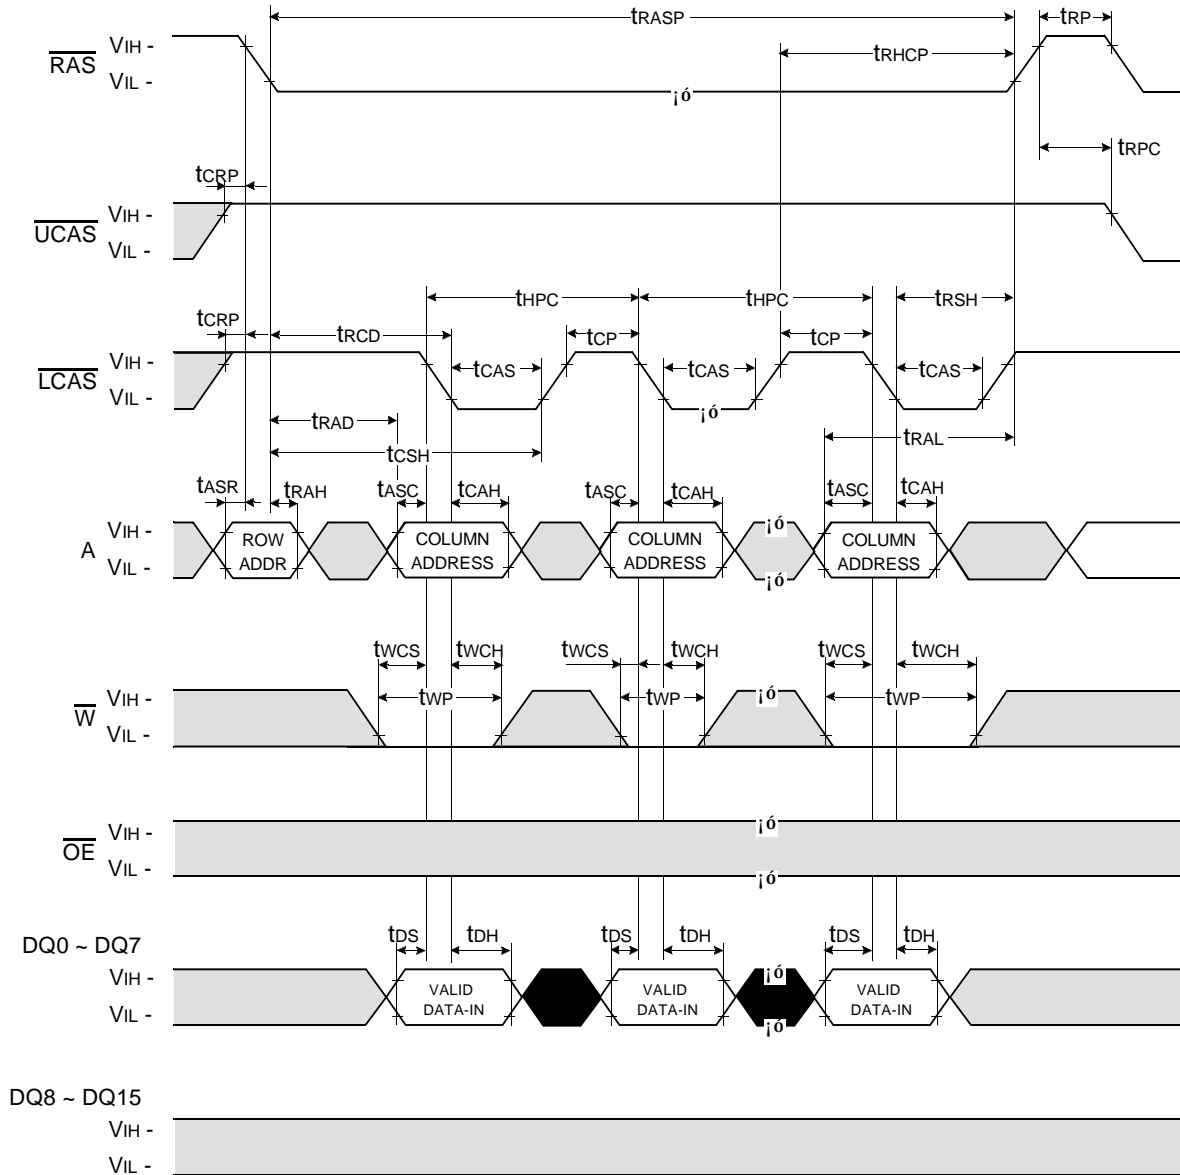 tRASP
tRP
RAS
VIH -
VIL -
tRHCP
¡ó
tRPC
tCRP
UCAS
VIH -
VIL -
tHPC
tHPC
tRSH
tCRP
tRCD
tCP
tCP
LCAS
VIH -
VIL -
tCAS
tCAS
tCAS
¡ó
tRAD
tCSH
tRAL
tASR
tRAH
tASC
tCAH
tASC
tCAH
tASC
tCAH
A
VIH -
VIL -
ROW
ADDR
COLUMN
ADDRESS
COLUMN
ADDRESS
¡ó
¡ó
COLUMN
ADDRESS
tWCS
tWCH
tWCS
tWCH
tWCS
tWCH
W
VIH -
VIL -
tWP
tWP
¡ó
tWP
OE
VIH -
VIL -
¡ó
¡ó
DQ0 ~ DQ7
tDS
tDH
tDS
tDH
tDS
tDH
VIH -
VIL -
VALID
DATA-IN
VALID
DATA-IN
¡ó
¡ó
VALID
DATA-IN
DQ8 ~ DQ15
VIH -
VIL -